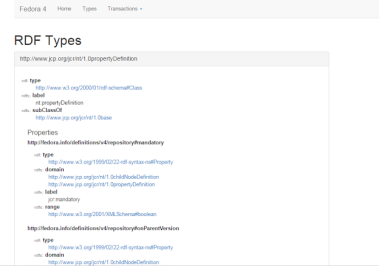 Fedora 4 Home Types Transactions
RDF Types
http://www.jcp.org/jcr/nt/1.0propertyDefinition
rdf: type
http://www.w3.org/2000/01/rdf-schema#Class
rdfs: label
nt:propertyDefinition
rdfs: subClassOf
http://www.jcp.org/jcr/nt/1.0base
Properties
http://fedora.info/definitions/v4/repository#mandatory
rdf: type
http://www.w3.org/1999/02/22-rdf-syntax-ns#Property
rdfs: domain
http://www.jcp.org/jcr/nt/1.0childNodeDefinition
http://www.jcp.org/jcr/nt/1.0propertyDefinition
rdfs: label
jcr:mandatory
rdfs: range
http://www.w3.org/2001/XMLSchema#boolean
http://fedora.info/definitions/v4/repository#onParentVersion
rdf: type
http://www.w3.org/1999/02/22-rdf-syntax-ns#Property
rdfs: domain
http://www.jcp.org/jcr/nt/1.0childNodeDefinition